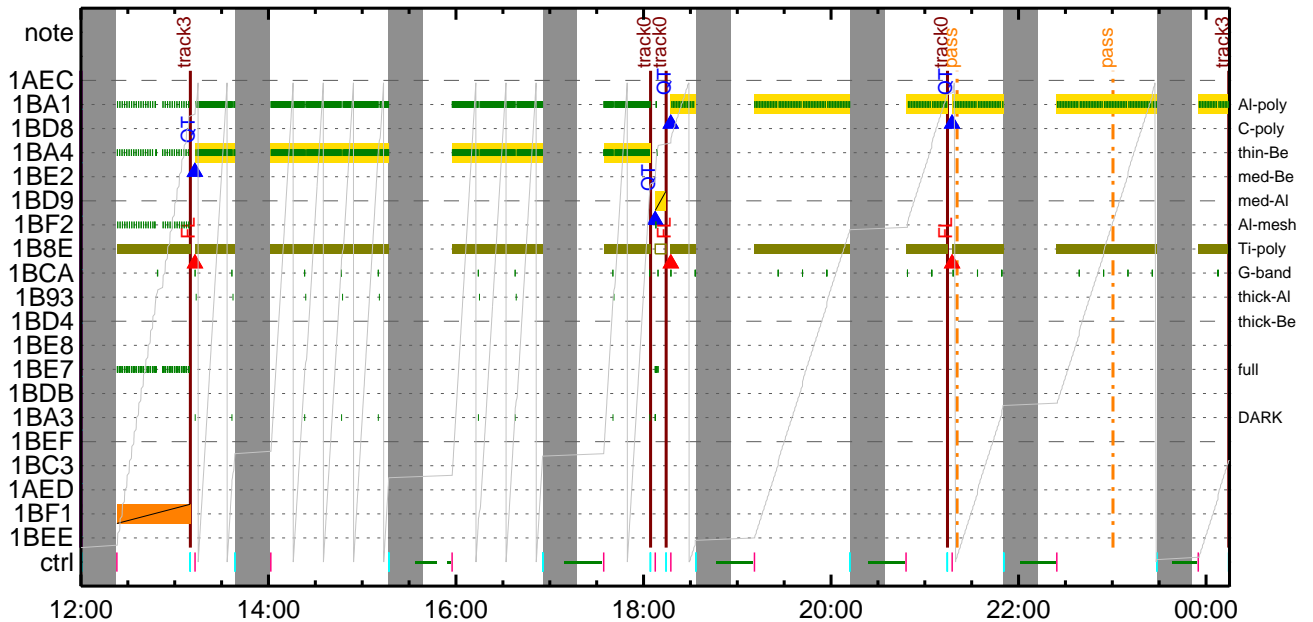 note
track3
track0
track0
track0
pass
pass
track3
1AEC
QT
QT
1BA1
Al-poly
1BD8
C-poly
QT
1BA4
thin-Be
1BE2
med-Be
QT
1BD9
med-Al
1BF2
Al-mesh
FL
FL
FL
1B8E
Ti-poly
1BCA
G-band
1B93
thick-Al
1BD4
thick-Be
1BE8
1BE7
full
1BDB
1BA3
DARK
1BEF
1BC3
1AED
1BF1
1BEE
ctrl
12:00
14:00
16:00
18:00
20:00
22:00
00:00